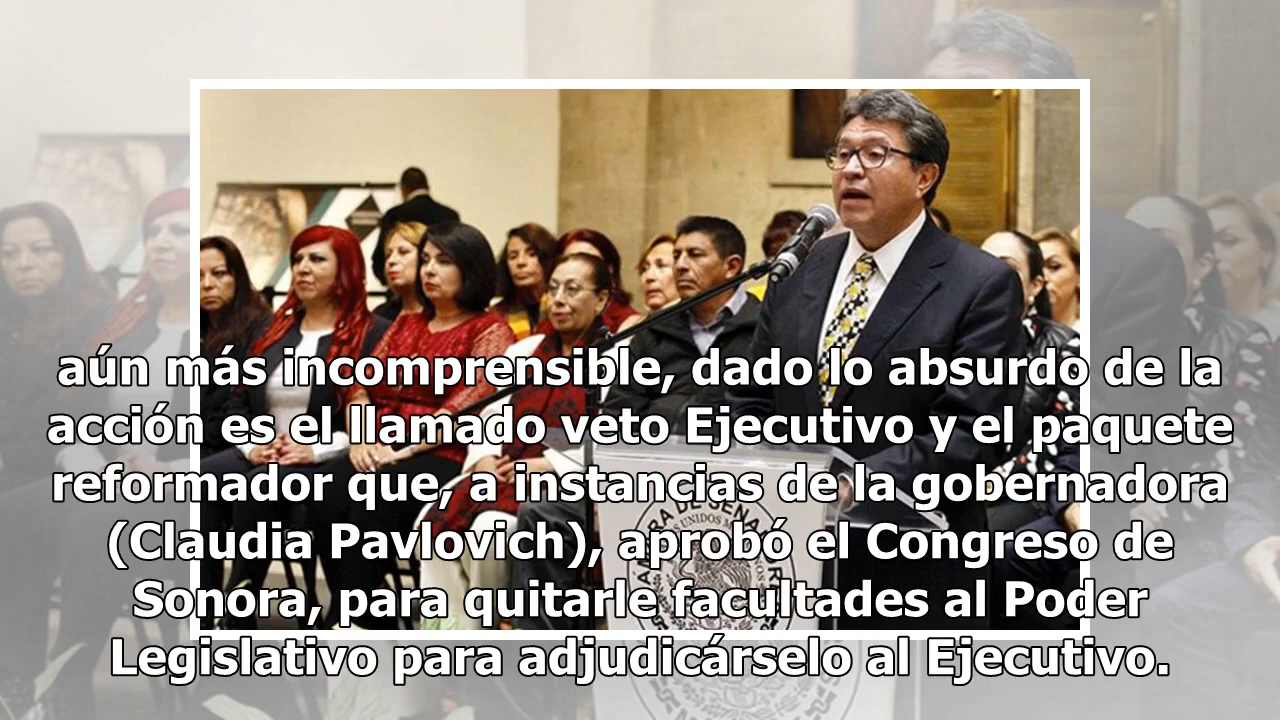 aún más incomprensible, dado lo absurdo de la
acción es el llamado veto Ejecutivo y el paquete
reformador que, a instancias de la gobernadora
(Claudia Pavlovich), aprobó el Congreso de
Sonora, para quitarle facultades al Poder
Legislativo para adjudicárselo al Ejecutivo.